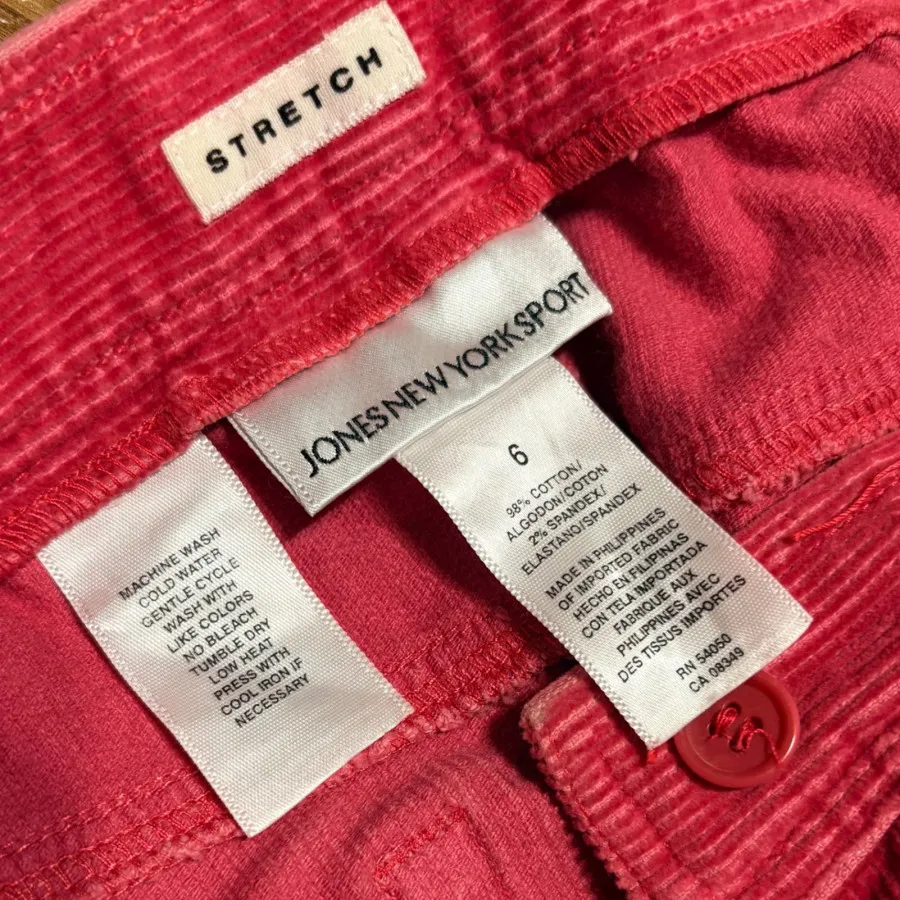 STRETCH
JONES NEW YORK SPORT
6
98% COTTON/
ALGODON/COTON
2% SPANDEX/
ELASTANO/SPANDEX
MADE IN PHILIPPINES
OF IMPORTED FABRIC
HECHO EN FILIPINAS
CON TELA IMPORTADA
FABRIQUE AUX
PHILIPPINES AVEC
DES TISSUS IMPORTES
RN 54050
CA 08349
MACHINE WASH
COLD WATER
GENTLE CYCLE
WASH WITH
LIKE COLORS
NO BLEACH
TUMBLE DRY
LOW HEAT
PRESS WITH
COOL IRON IF
NECESSARY